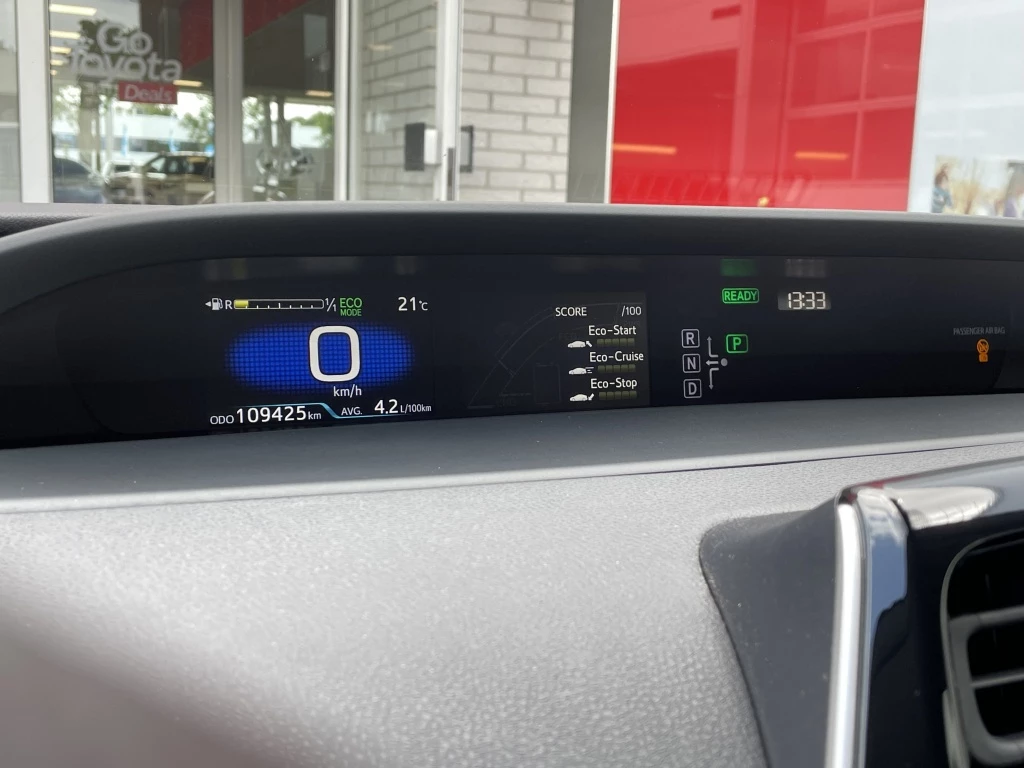 Go
Toyota
Deals
R 1/1 ECO MODE 21°C
0
km/h
ODO 109425 km AVG. 4.2 L/100km
SCORE /100
Eco-Start
Eco-Cruise
Eco-Stop
READY 13:33
R
N
D
P
PASSENGER AIR BAG